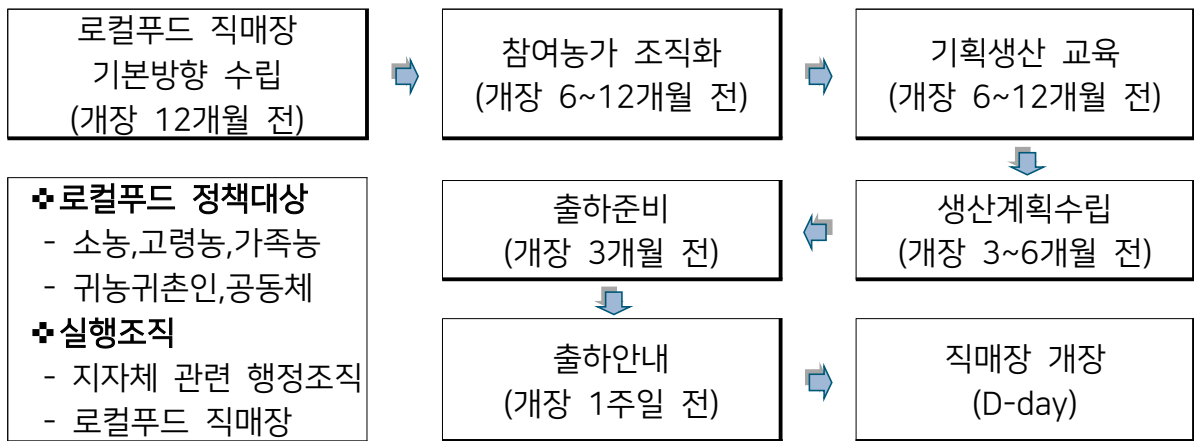 로컬푸드 직매장
기본방향 수립
(개장 12개월 전)
참여농가 조직화
(개장 6~12개월 전)
기획생산 교육
(개장 6~12개월 전)
생산계획수립
(개장 3~6개월 전)
출하준비
(개장 3개월 전)
출하안내
(개장 1주일 전)
직매장 개장
(D-day)
❖로컬푸드 정책대상
- 소농,고령농,가족농
- 귀농귀촌인,공동체
❖실행조직
- 지자체 관련 행정조직
- 로컬푸드 직매장